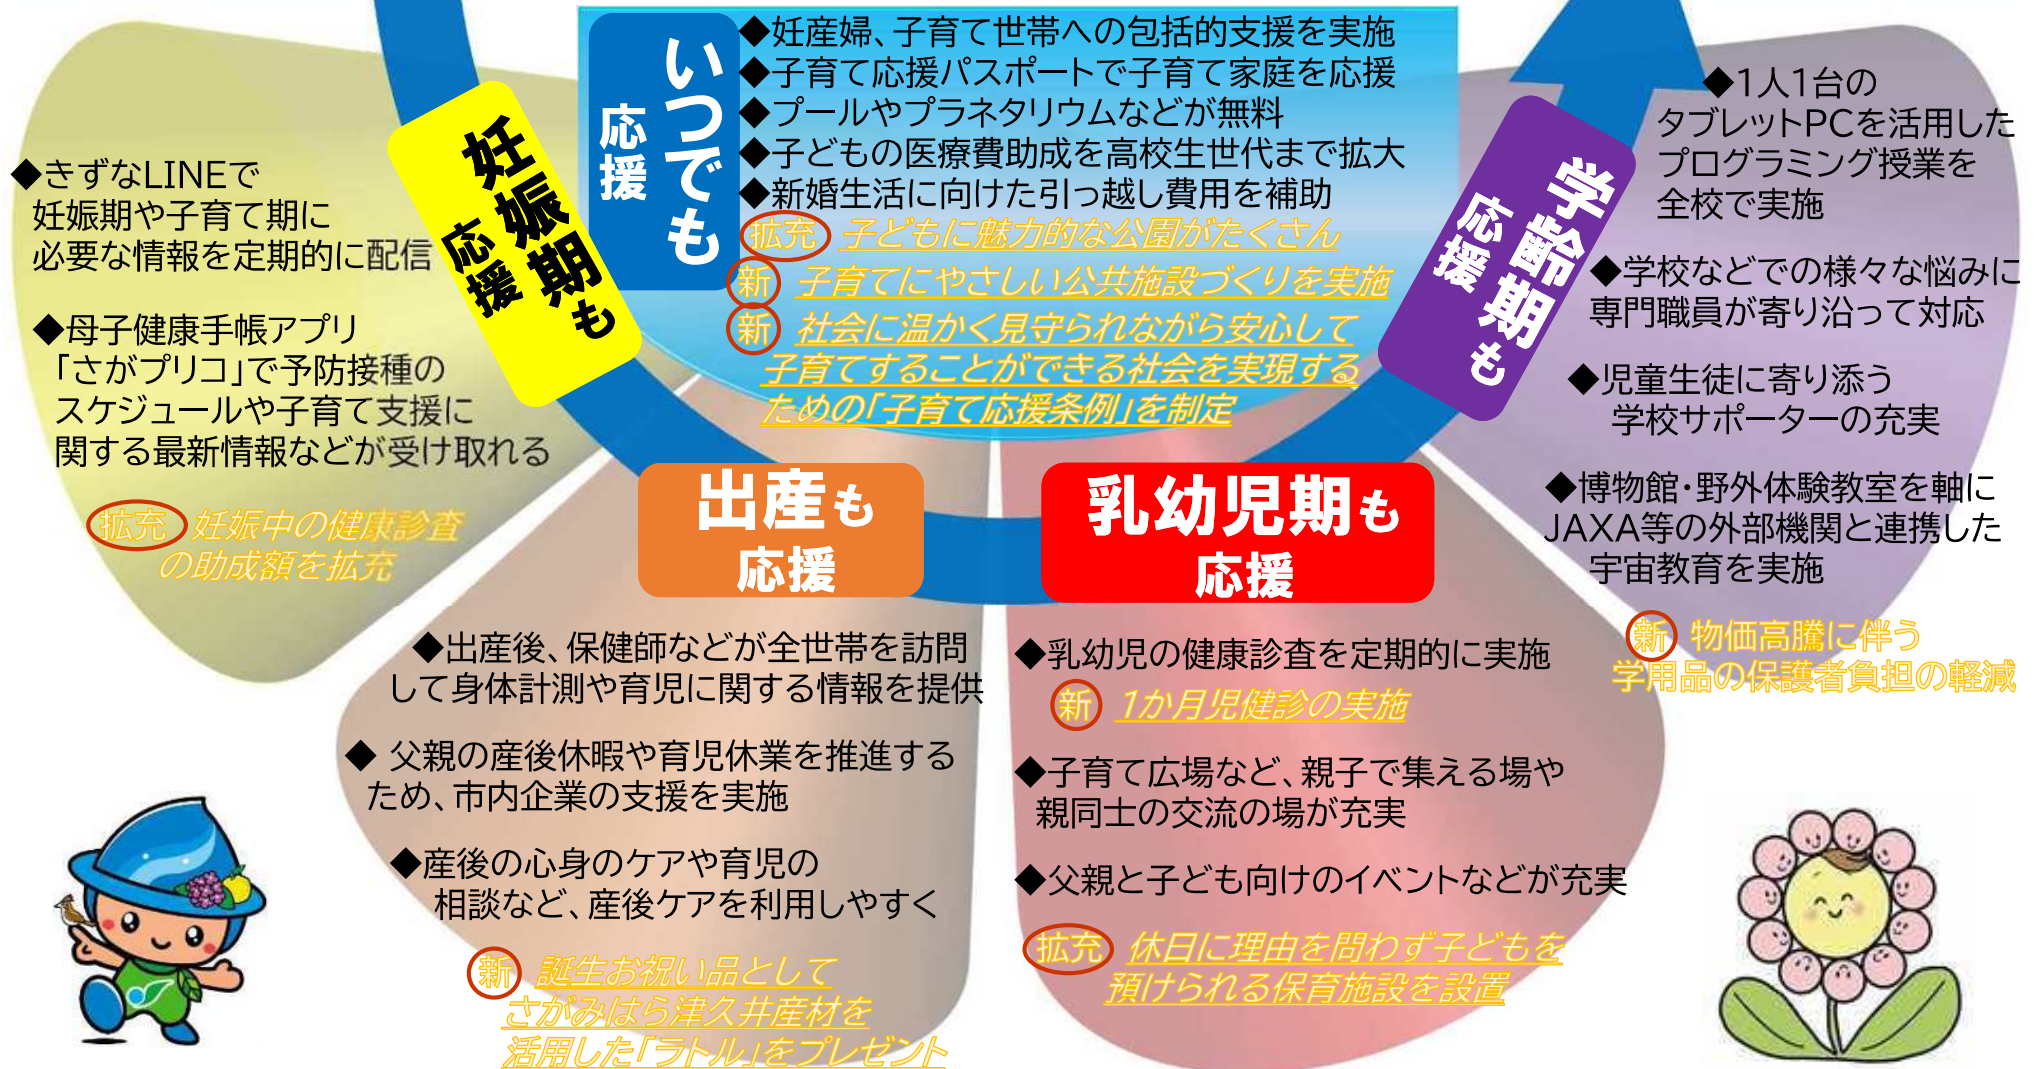 いつでも
応援
◆妊産婦、子育て世帯への包括的支援を実施
◆子育て応援パスポートで子育て家庭を応援
◆プールやプラネタリウムなどが無料
◆子どもの医療費助成を高校生世代まで拡大
◆新婚生活に向けた引っ越し費用を補助
拡充 子どもに魅力的な公園がたくさん
新 子育てにやさしい公共施設づくりを実施
新 社会に温かく見守られながら安心して
子育てすることができる社会を実現する
ための「子育て応援条例」を制定
妊娠期も
応援
◆きずなLINEで
妊娠期や子育て期に
必要な情報を定期的に配信
◆母子健康手帳アプリ
「さがプリコ」で予防接種の
スケジュールや子育て支援に
関する最新情報などが受け取れる
拡充 妊娠中の健康診査
の助成額を拡充
出産も
応援
◆出産後、保健師などが全世帯を訪問
して身体計測や育児に関する情報を提供
◆ 父親の産後休暇や育児休業を推進する
ため、市内企業の支援を実施
◆産後の心身のケアや育児の
相談など、産後ケアを利用しやすく
新 誕生お祝い品として
さがみはら津久井産材を
活用した「ラトル」をプレゼント
乳幼児期も
応援
◆乳幼児の健康診査を定期的に実施
新 1か月児健診の実施
◆子育て広場など、親子で集える場や
親同士の交流の場が充実
◆父親と子ども向けのイベントなどが充実
拡充 休日に理由を問わず子どもを
預けられる保育施設を設置
学齢期も
応援
◆1人1台の
タブレットPCを活用した
プログラミング授業を
全校で実施
◆学校などでの様々な悩みに
専門職員が寄り沿って対応
◆児童生徒に寄り添う
学校サポーターの充実
◆博物館・野外体験教室を軸に
JAXA等の外部機関と連携した
宇宙教育を実施
新 物価高騰に伴う
学用品の保護者負担の軽減